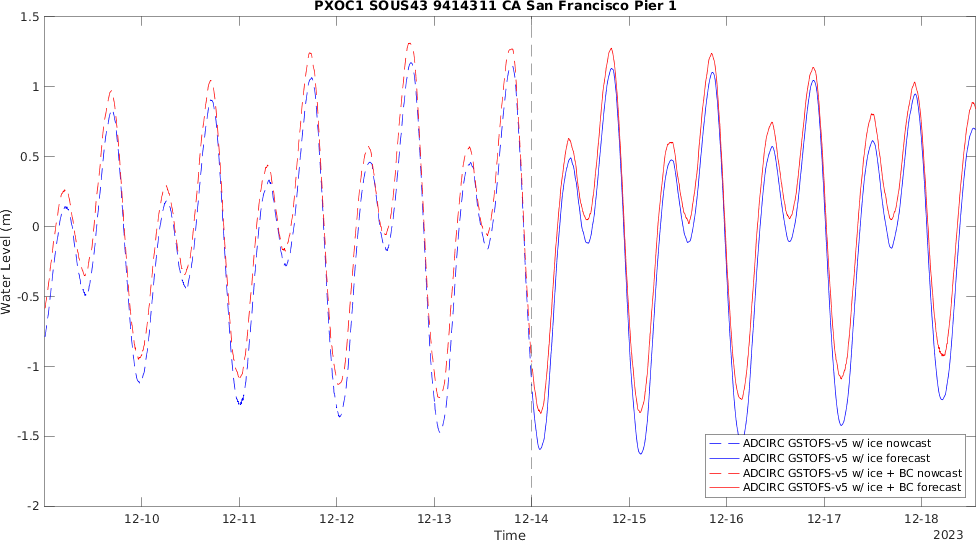 PXOC1 SOUS43 9414311 CA San Francisco Pier 1
1.5
1
0.5
0
-0.5
-1
-1.5
-2
Water Level (m)
12-10
12-11
12-12
12-13
12-14
12-15
12-16
12-17
12-18
Time
2023
ADCIRC GSTOFS-v5 w/ ice nowcast
ADCIRC GSTOFS-v5 w/ ice forecast
ADCIRC GSTOFS-v5 w/ ice + BC nowcast
ADCIRC GSTOFS-v5 w/ ice + BC forecast